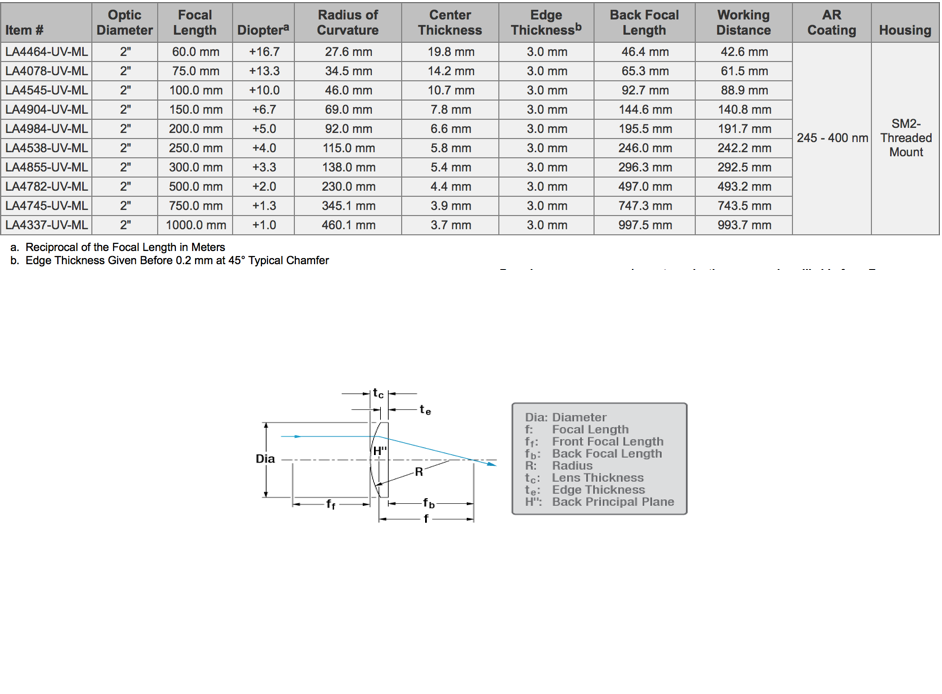 Item # Optic Diameter Focal Length Dioptera Radius of Curvature Center Thickness Edge Thicknessb Back Focal Length Working Distance AR Coating Housing
LA4464-UV-ML 2" 60.0 mm +16.7 27.6 mm 19.8 mm 3.0 mm 46.4 mm 42.6 mm
LA4078-UV-ML 2" 75.0 mm +13.3 34.5 mm 14.2 mm 3.0 mm 65.3 mm 61.5 mm
LA4545-UV-ML 2" 100.0 mm +10.0 46.0 mm 10.7 mm 3.0 mm 92.7 mm 88.9 mm
LA4904-UV-ML 2" 150.0 mm +6.7 69.0 mm 7.8 mm 3.0 mm 144.6 mm 140.8 mm
LA4984-UV-ML 2" 200.0 mm +5.0 92.0 mm 6.6 mm 3.0 mm 195.5 mm 191.7 mm
LA4538-UV-ML 2" 250.0 mm +4.0 115.0 mm 5.8 mm 3.0 mm 246.0 mm 242.2 mm
LA4855-UV-ML 2" 300.0 mm +3.3 138.0 mm 5.4 mm 3.0 mm 296.3 mm 292.5 mm
LA4782-UV-ML 2" 500.0 mm +2.0 230.0 mm 4.4 mm 3.0 mm 497.0 mm 493.2 mm
LA4745-UV-ML 2" 750.0 mm +1.3 345.1 mm 3.9 mm 3.0 mm 747.3 mm 743.5 mm
LA4337-UV-ML 2" 1000.0 mm +1.0 460.1 mm 3.7 mm 3.0 mm 997.5 mm 993.7 mm
245 - 400 nm
SM2-
Threaded
Mount
a. Reciprocal of the Focal Length in Meters
b. Edge Thickness Given Before 0.2 mm at 45° Typical Chamfer
tc
te
Dia
H"
R
ff
fb
f
Dia: Diameter
f: Focal Length
ff: Front Focal Length
fb: Back Focal Length
R: Radius
tc: Lens Thickness
te: Edge Thickness
H": Back Principal Plane